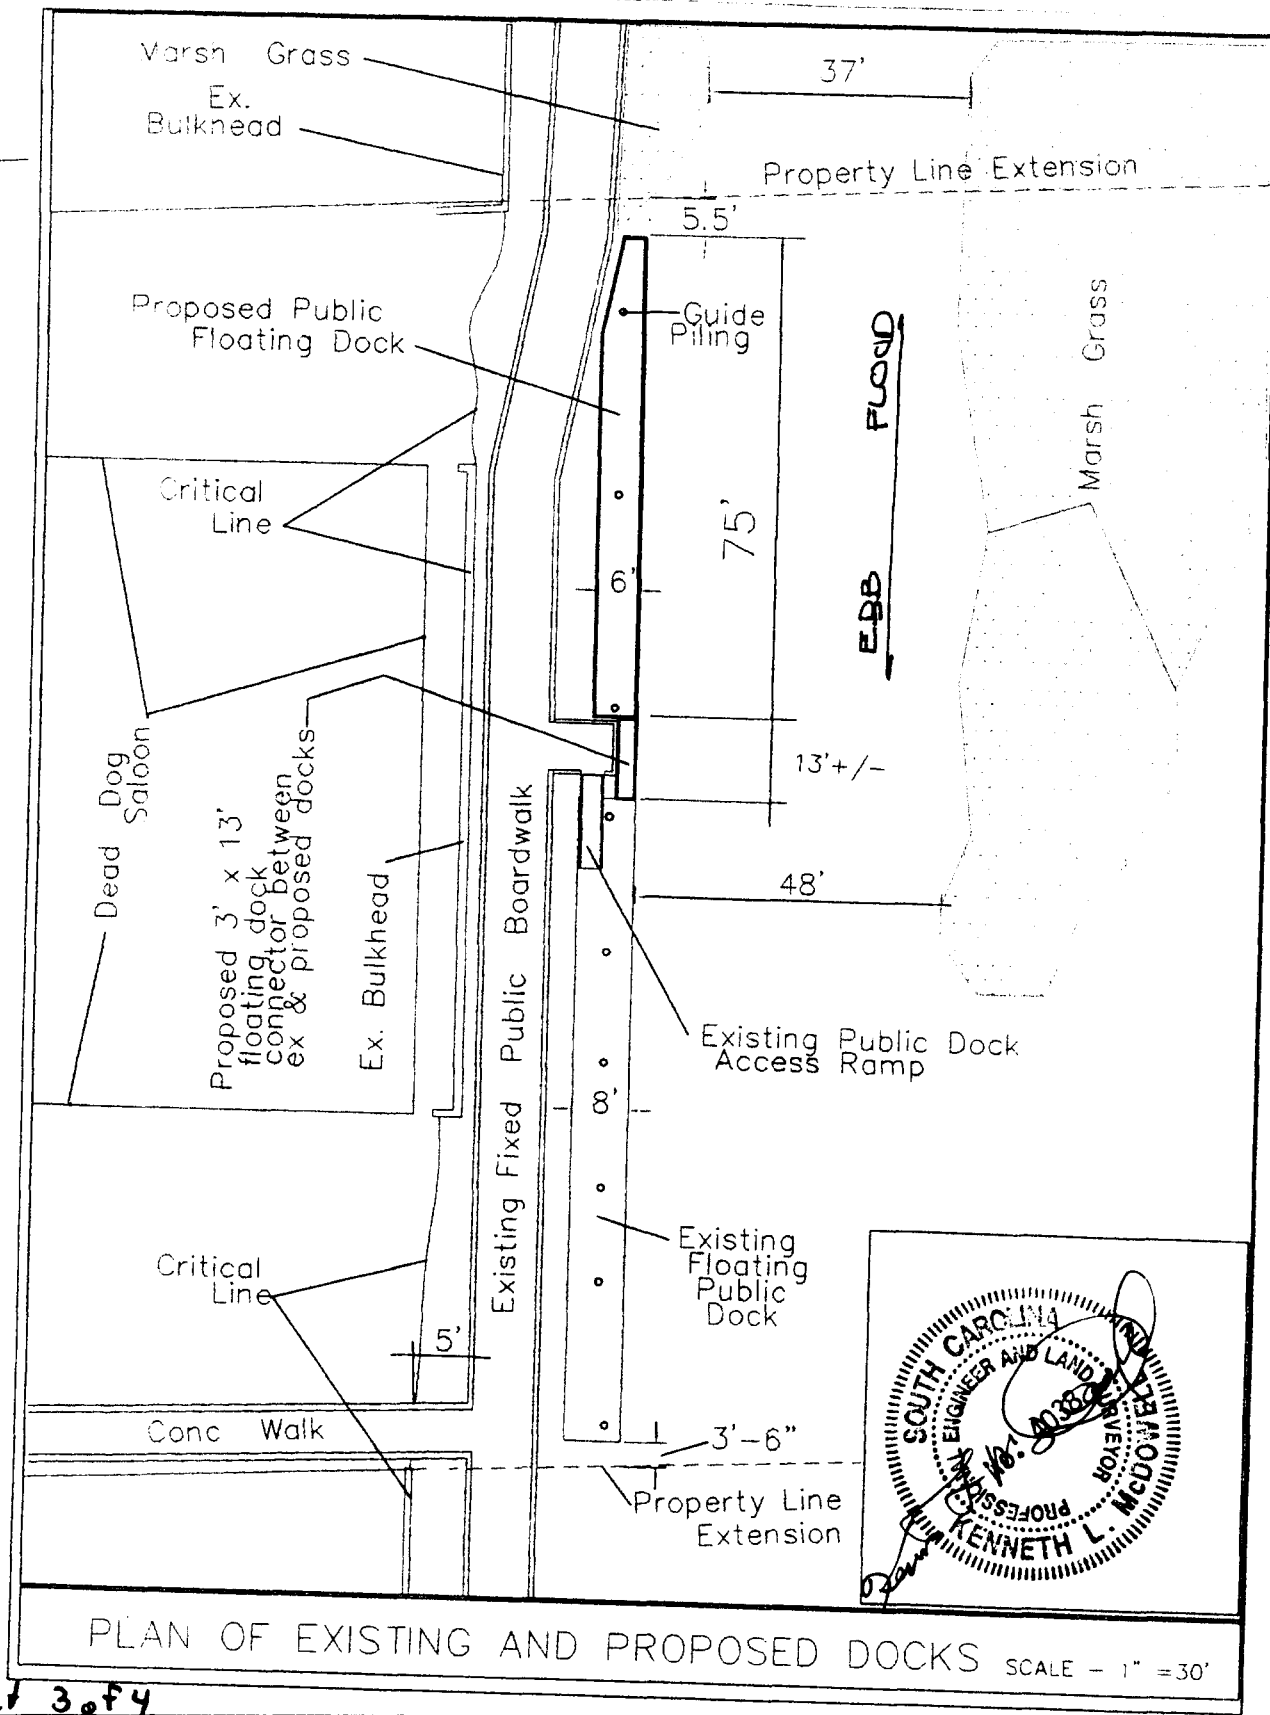 Marsh Grass
Ex.
Bulkhead
37'
Property Line Extension
5.5'
Proposed Public
Floating Dock
Guide
Piling
FLOOD
Marsh Grass
Critical
Line
75'
6'
EBB
Dead Dog
Saloon
Proposed 3' x 13'
floating dock
connector between
ex & proposed docks
Ex. Bulkhead
Existing Fixed Public Boardwalk
13'+/-
48'
Existing Public Dock
Access Ramp
8'
Existing
Floating
Public
Dock
Critical
Line
5'
Conc Walk
3'-6"
Property Line
Extension
SOUTH CAROLINA
PROFESSIONAL ENGINEER AND LAND SURVEYOR
KENNETH L. McDOWELL
PLAN OF EXISTING AND PROPOSED DOCKS
SCALE - 1" =30'
3 of 4